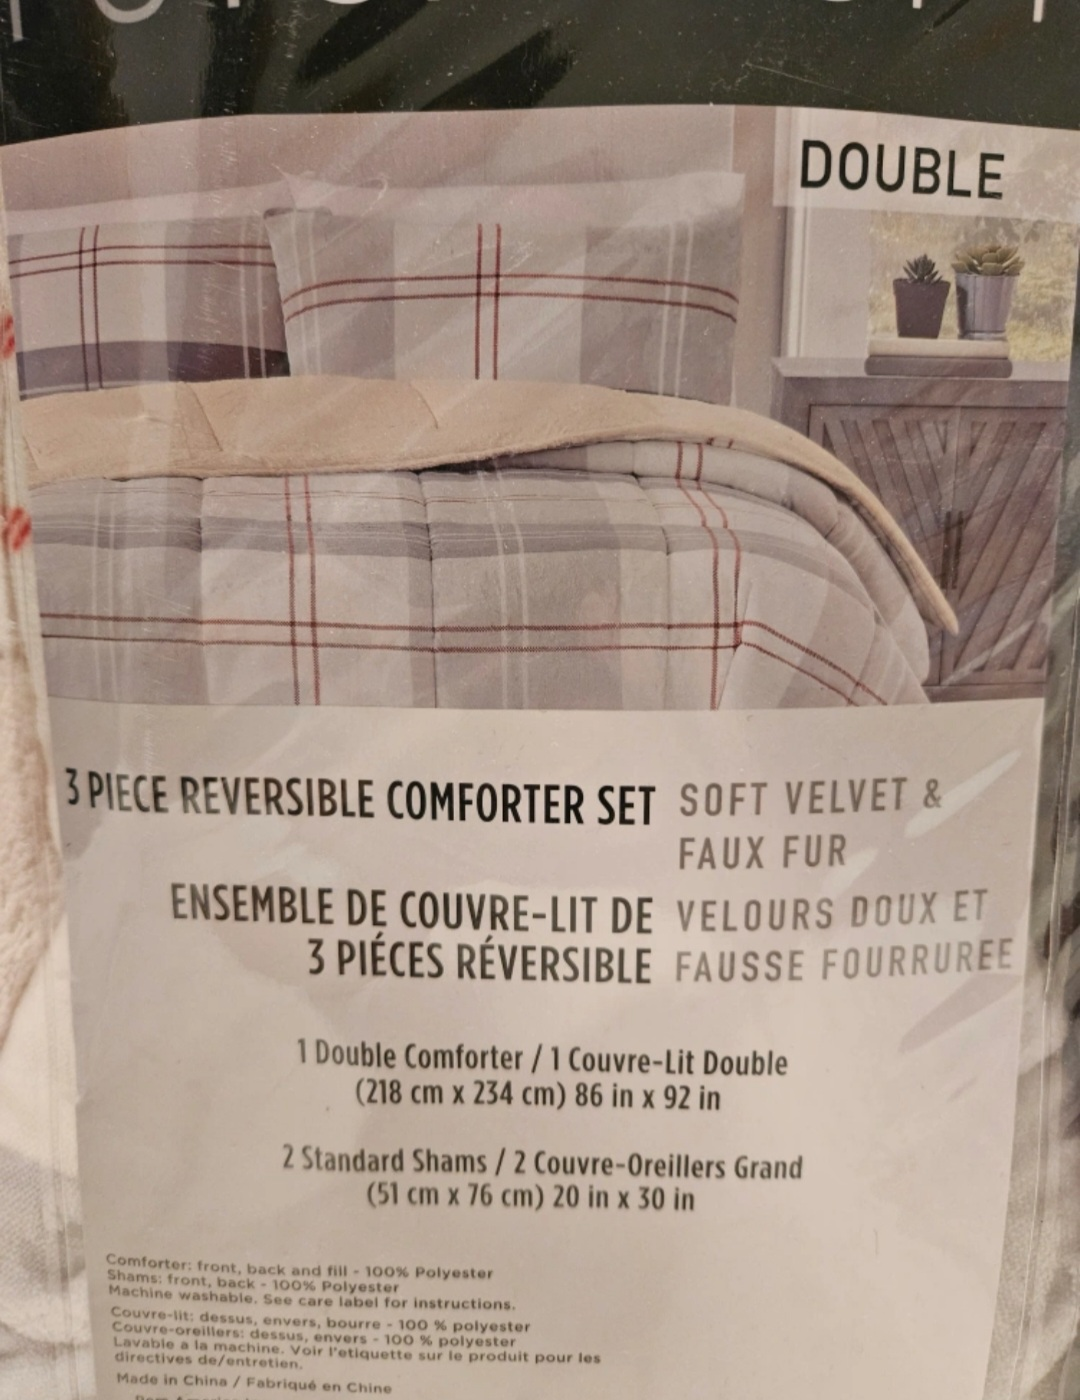 DOUBLE
3 PIECE REVERSIBLE COMFORTER SET SOFT VELVET &
FAUX FUR
ENSEMBLE DE COUVRE-LIT DE VELOURS DOUX ET
3 PIÉCES RÉVERSIBLE FAUSSE FOURRUREE
1 Double Comforter / 1 Couvre-Lit Double
(218 cm x 234 cm) 86 in x 92 in
2 Standard Shams / 2 Couvre-Oreillers Grand
(51 cm x 76 cm) 20 in x 30 in
Comforter: front, back and fill - 100% Polyester
Shams: front, back - 100% Polyester
Machine washable. See care label for instructions.
Couvre-lit: dessus, envers, bourre - 100 % polyester
Couvre-oreillers: dessus, envers - 100 % polyester
Lavable a la machine. Voir l'etiquette sur le produit pour les
directives de/entretien.
Made in China / Fabriqué en Chine